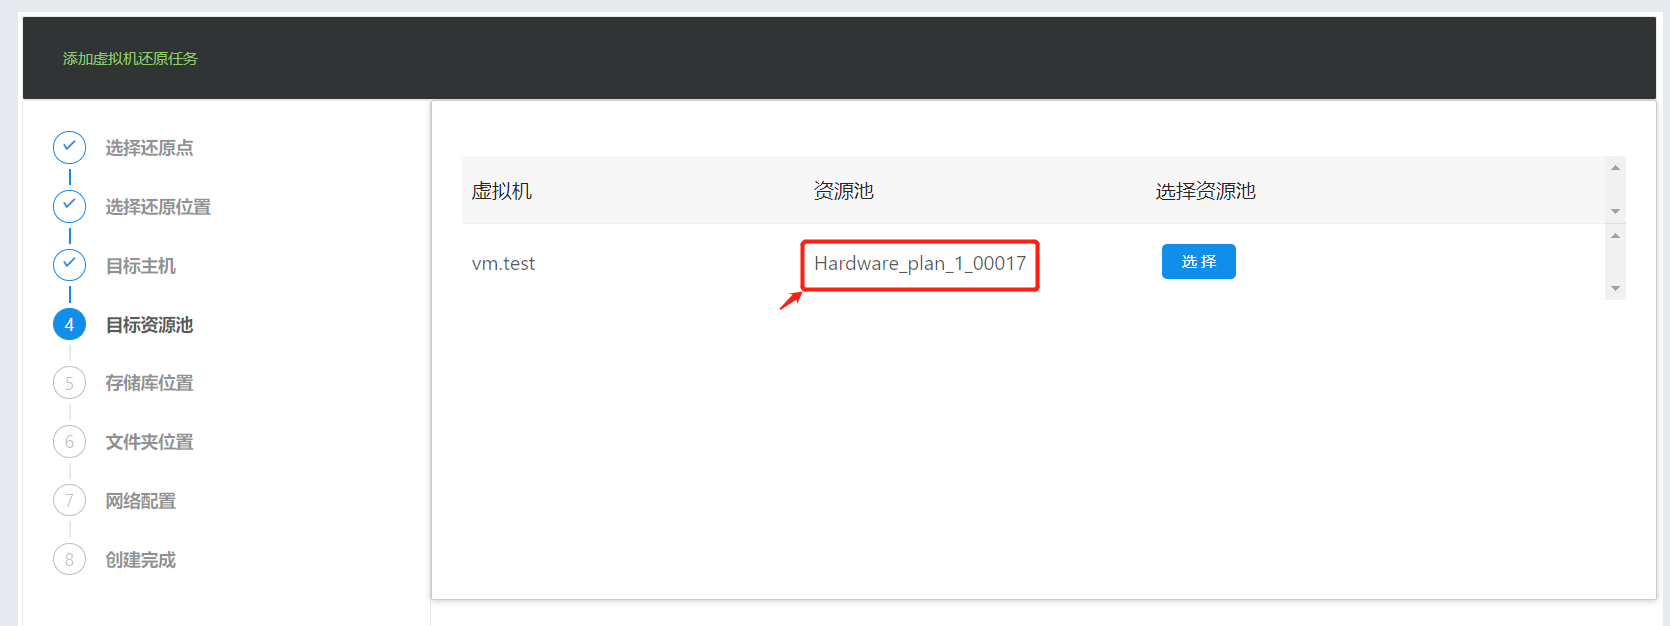 添加虚拟机还原任务
选择还原点
选择还原位置
目标主机
4 目标资源池
5 存储库位置
6 文件夹位置
7 网络配置
8 创建完成
虚拟机 资源池 选择资源池
vm.test Hardware_plan_1_00017 选择